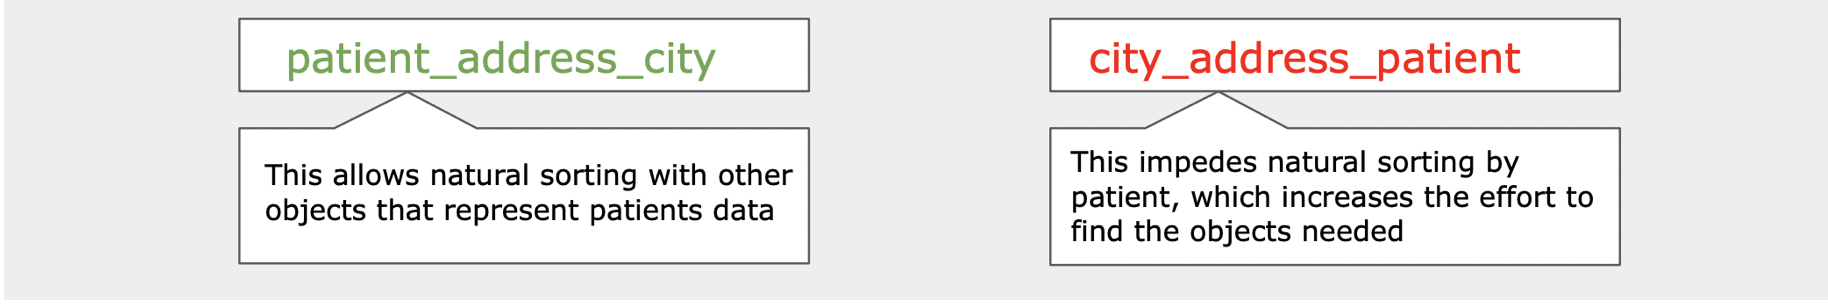 patient_address_city
This allows natural sorting with other
objects that represent patients data
city_address_patient
This impedes natural sorting by
patient, which increases the effort to
find the objects needed